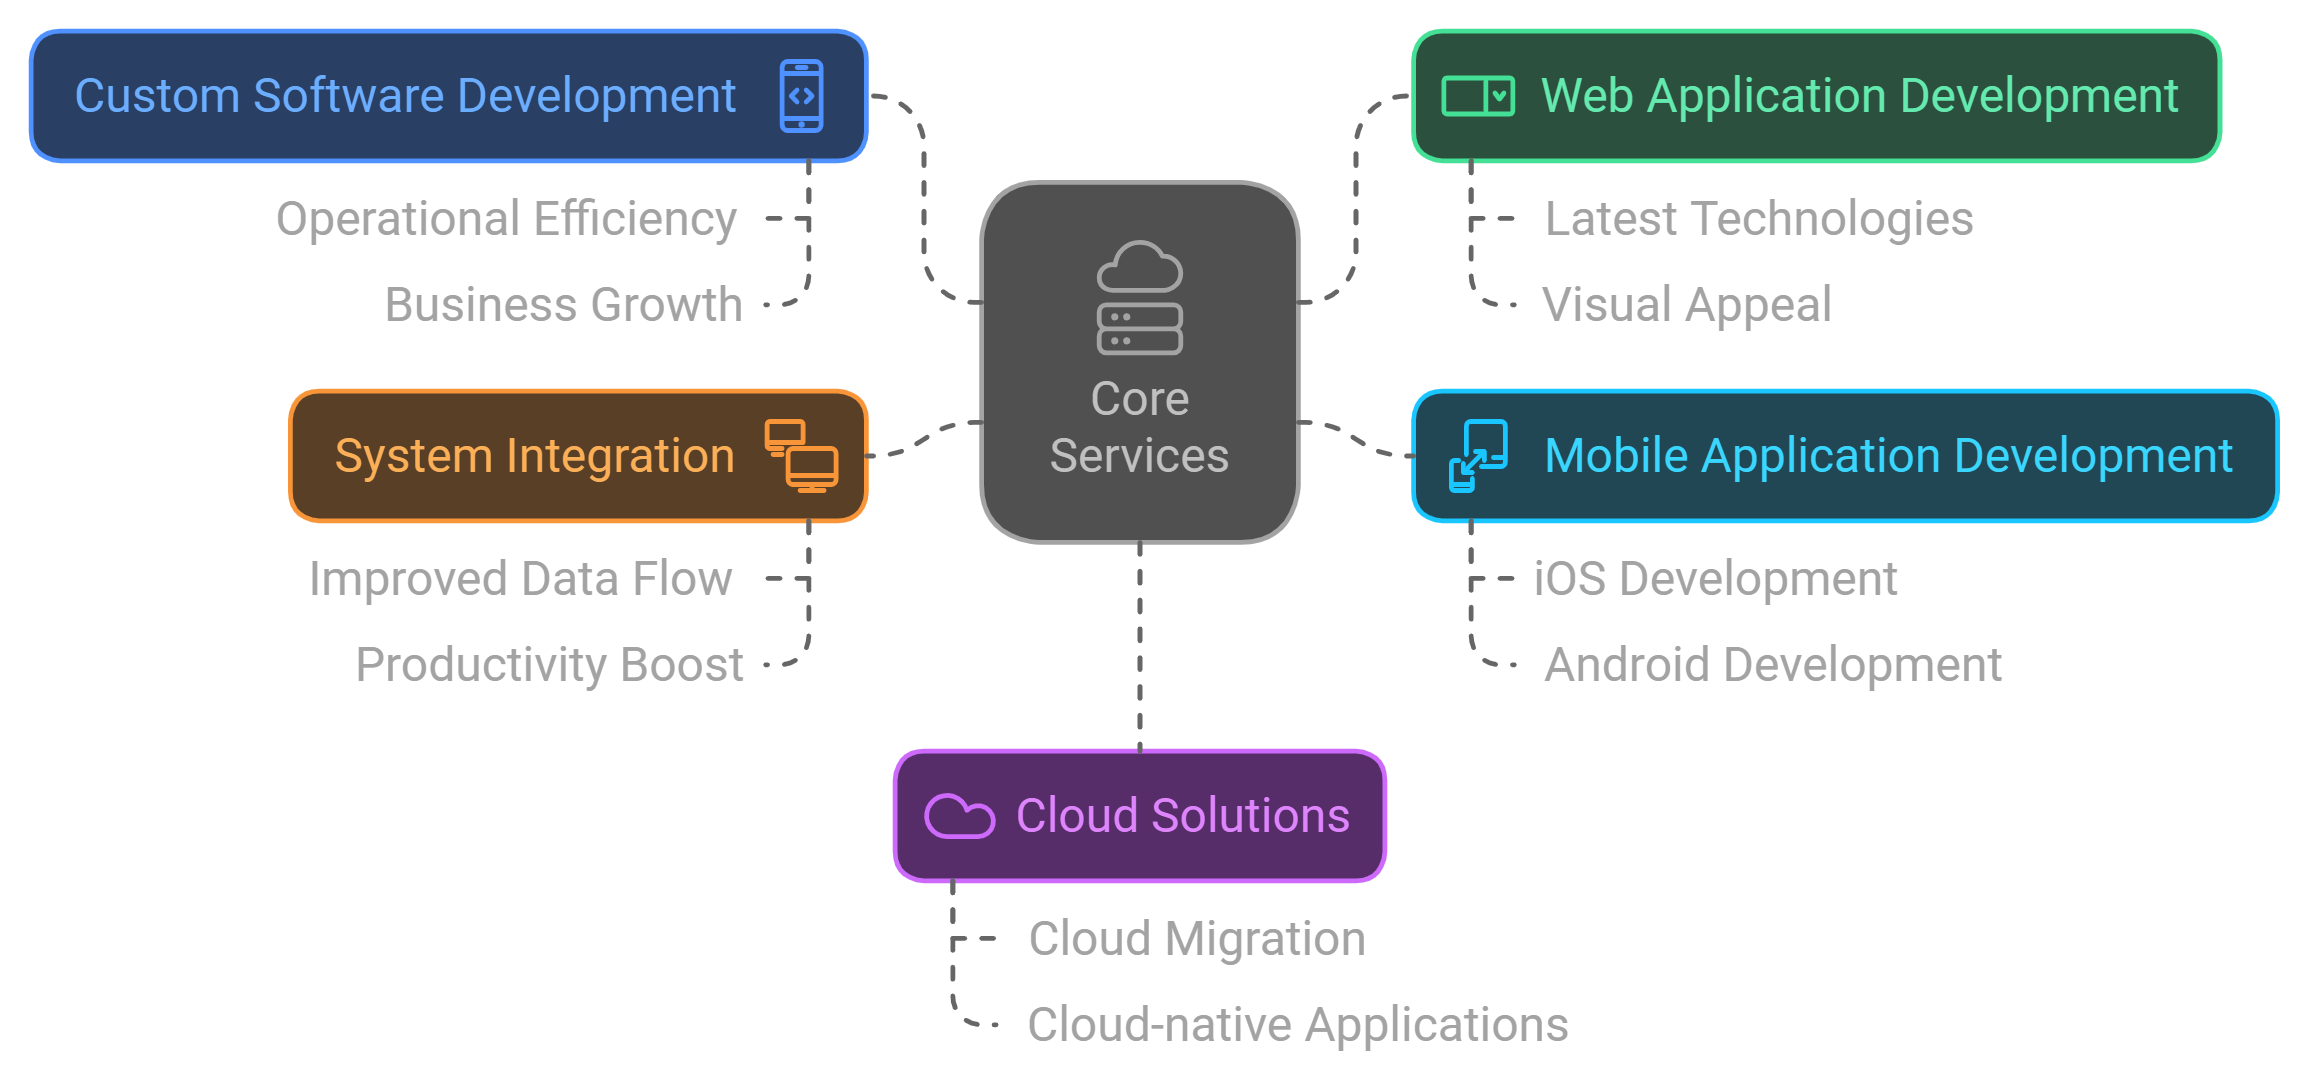 Custom Software Development
Operational Efficiency
Business Growth
System Integration
Improved Data Flow
Productivity Boost
Core
Services
Web Application Development
Latest Technologies
Visual Appeal
Mobile Application Development
iOS Development
Android Development
Cloud Solutions
Cloud Migration
Cloud-native Applications